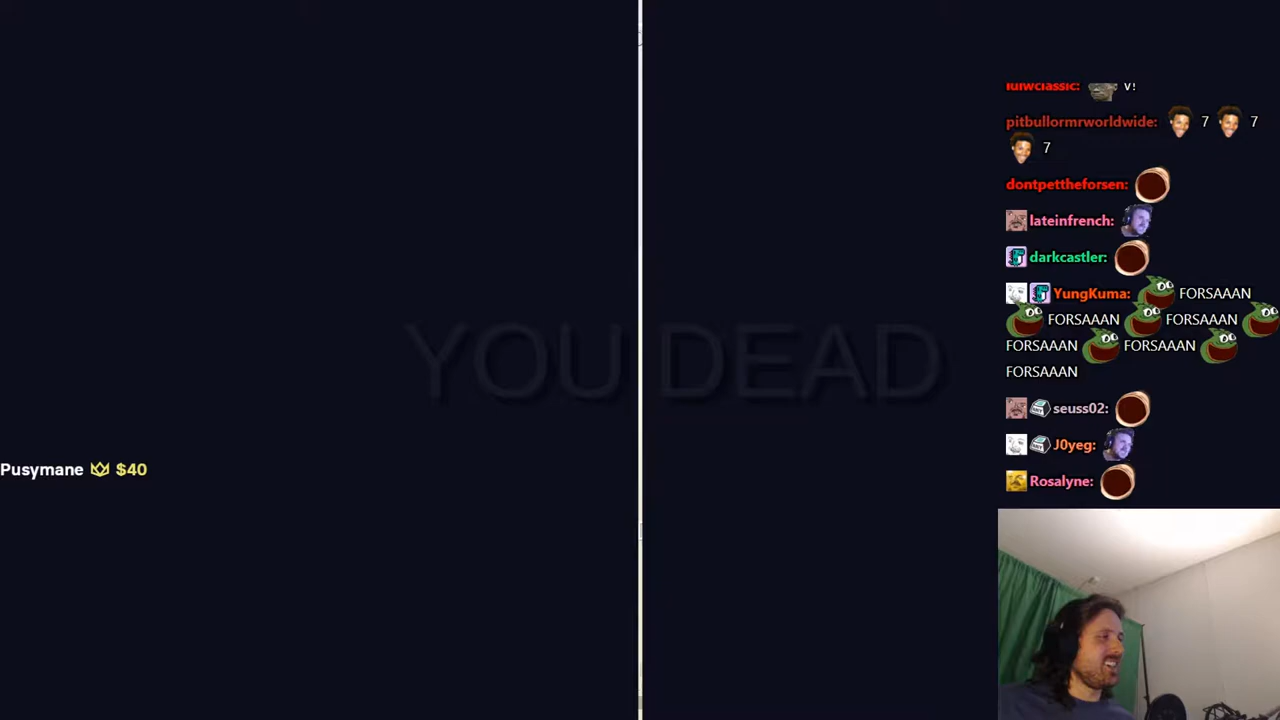 lulwclassic: V!
pitbullormrworldwide: 7 7
7
dontpettheforsen:
lateinfrench:
darkcastler:
YungKuma: FORSAAAN
FORSAAAN FORSAAAN
FORSAAAN FORSAAAN
FORSAAAN
YOU DEAD
seuss02:
J0yeg:
Pusymane $40
Rosalyne: